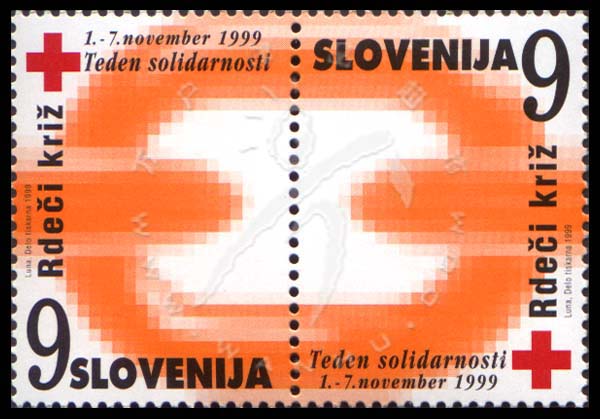 1.-7. november 1999
Teden solidarnosti
Rdeči križ
Luna, Delo tiskarna 1999
9 SLOVENIJA
SLOVENIJA 9
Rdeči križ
Luna, Delo tiskarna 1999
Teden solidarnosti
1.-7. november 1999